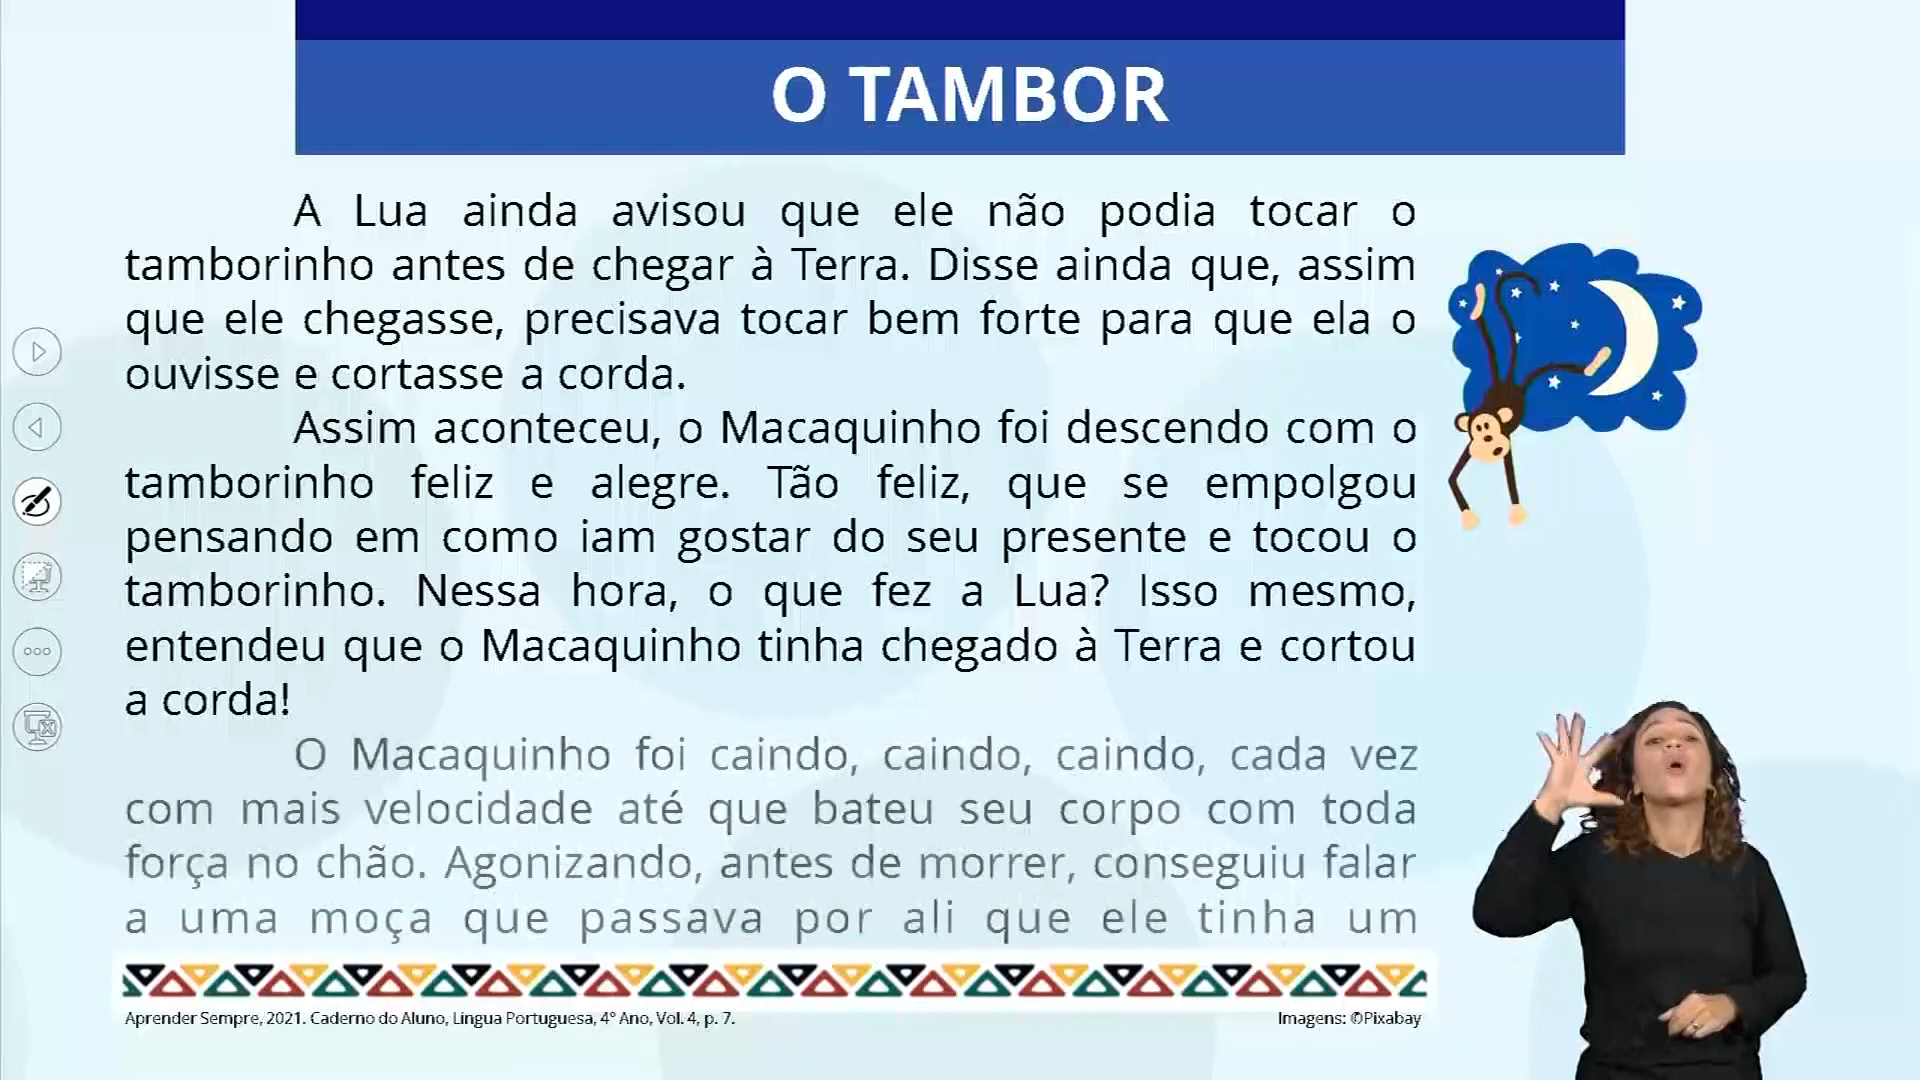 O TAMBOR
A Lua ainda avisou que ele não podia tocar o
tamborinho antes de chegar à Terra. Disse ainda que, assim
que ele chegasse, precisava tocar bem forte para que ela o
ouvisse e cortasse a corda.
Assim aconteceu, o Macaquinho foi descendo com o
tamborinho feliz e alegre. Tão feliz, que se empolgou
pensando em como iam gostar do seu presente e tocou o
tamborinho. Nessa hora, o que fez a Lua? Isso mesmo,
entendeu que o Macaquinho tinha chegado à Terra e cortou
a corda!
O Macaquinho foi caindo, caindo, caindo, cada vez
com mais velocidade até que bateu seu corpo com toda
força no chão. Agonizando, antes de morrer, conseguiu falar
a uma moça que passava por ali que ele tinha um
Aprender Sempre, 2021. Caderno do Aluno, Língua Portuguesa, 4° Ano, Vol. 4, p. 7.
Imagens: ©Pixabay